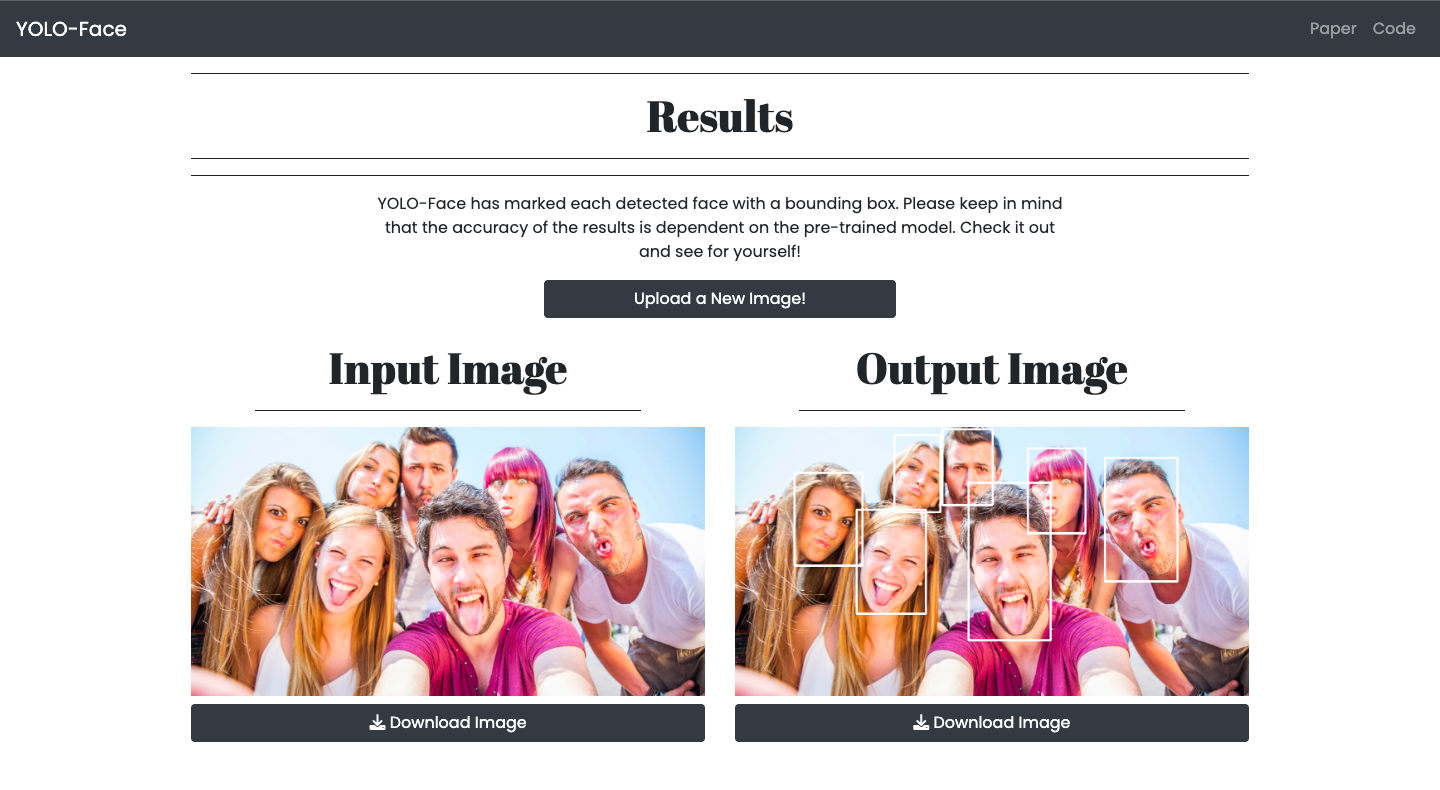 YOLO-Face
Paper
Code
Results
YOLO-Face has marked each detected face with a bounding box. Please keep in mind
that the accuracy of the results is dependent on the pre-trained model. Check it out
and see for yourself!
Upload a New Image!
Input Image
Output Image
Download Image
Download Image